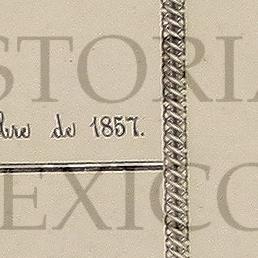 STORIA
bre de 1857.
EXICO